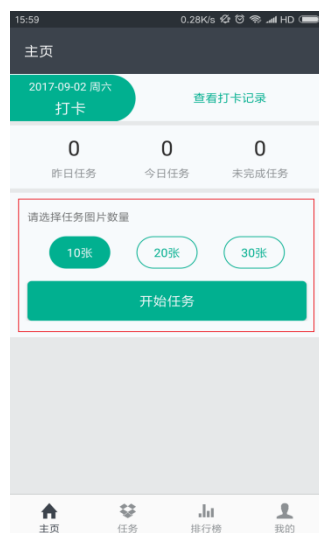 15:59 0.28K/s HD
主页
2017-09-02 周六
打卡
查看打卡记录
0 0 0
昨日任务 今日任务 未完成任务
请选择任务图片数量
10张 20张 30张
开始任务
主页 任务 排行榜 我的